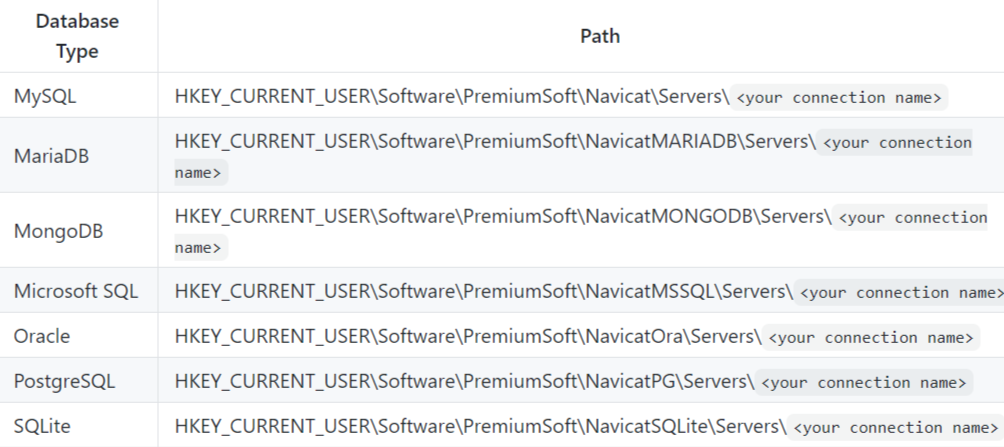 Database
Type
Path
MySQL
HKEY_CURRENT_USER\Software\PremiumSoft\Navicat\Servers\ <your connection name>
MariaDB
HKEY_CURRENT_USER\Software\PremiumSoft\NavicatMARIADB\Servers\ <your connection
name>
MongoDB
HKEY_CURRENT_USER\Software\PremiumSoft\NavicatMONGODB\Servers\ <your connection
name>
Microsoft SQL
HKEY_CURRENT_USER\Software\PremiumSoft\NavicatMSSQL\Servers\ <your connection name>
Oracle
HKEY_CURRENT_USER\Software\PremiumSoft\NavicatOra\Servers\ <your connection name>
PostgreSQL
HKEY_CURRENT_USER\Software\PremiumSoft\NavicatPG\Servers\ <your connection name>
SQLite
HKEY_CURRENT_USER\Software\PremiumSoft\NavicatSQLite\Servers\ <your connection name>